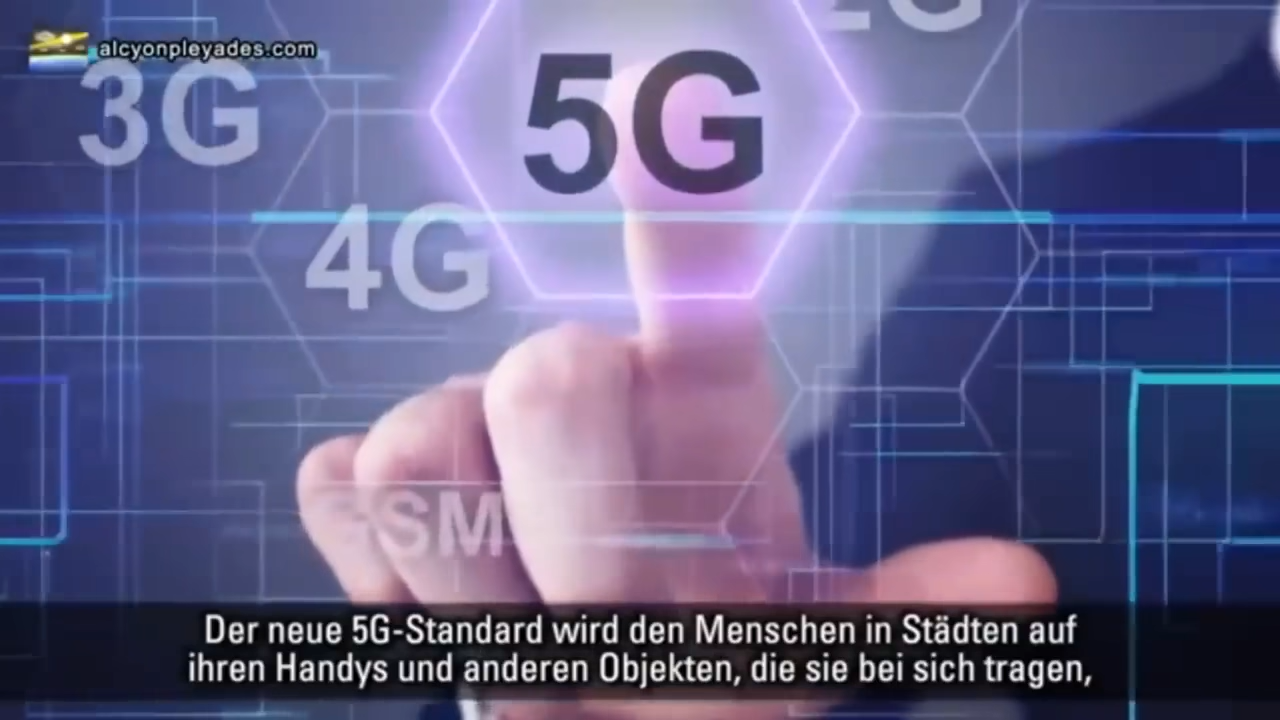 2G
alcyonpleyades.com
5G
3G
4G
GSM
Der neue 5G-Standard wird den Menschen in Städten auf
ihren Handys und anderen Objekten, die sie bei sich tragen,